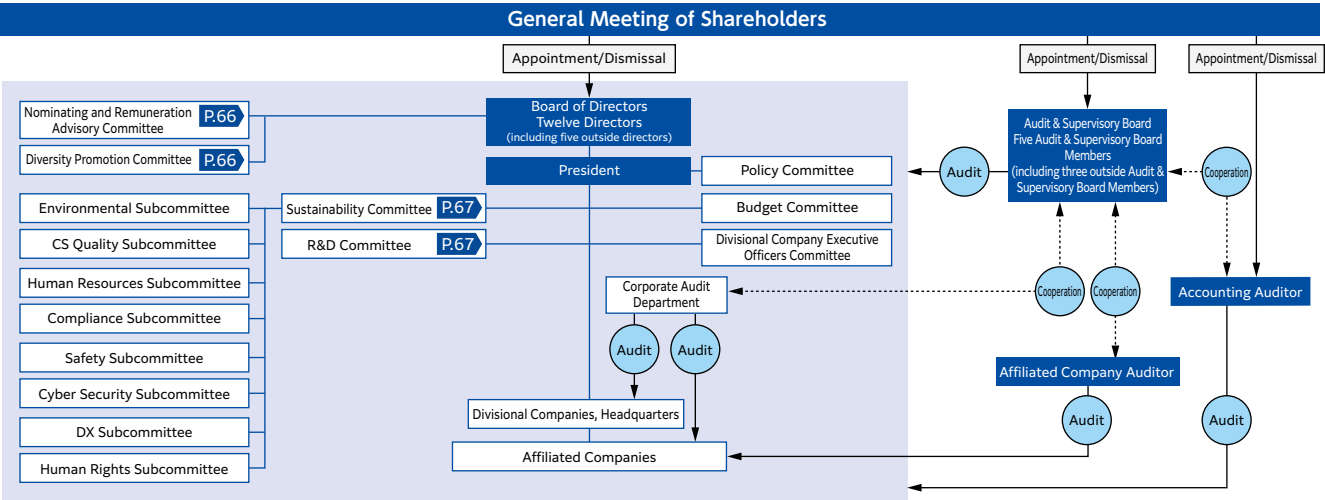 General Meeting of Shareholders
Appointment/Dismissal
Appointment/Dismissal
Appointment/Dismissal
Nominating and Remuneration
Advisory Committee
P.66
Diversity Promotion Committee
P.66
Board of Directors
Twelve Directors
(including five outside directors)
President
Policy Committee
Audit
Audit & Supervisory Board
Five Audit & Supervisory Board
Members
(including three outside Audit &
Supervisory Board Members)
Cooperation
Environmental Subcommittee
Sustainability Committee
P.67
Budget Committee
CS Quality Subcommittee
R&D Committee
P.67
Divisional Company Executive
Officers Committee
Human Resources Subcommittee
Corporate Audit
Department
Cooperation
Cooperation
Accounting Auditor
Compliance Subcommittee
Safety Subcommittee
Audit
Audit
Affiliated Company Auditor
Cyber Security Subcommittee
Divisional Companies, Headquarters
DX Subcommittee
Audit
Audit
Human Rights Subcommittee
Affiliated Companies